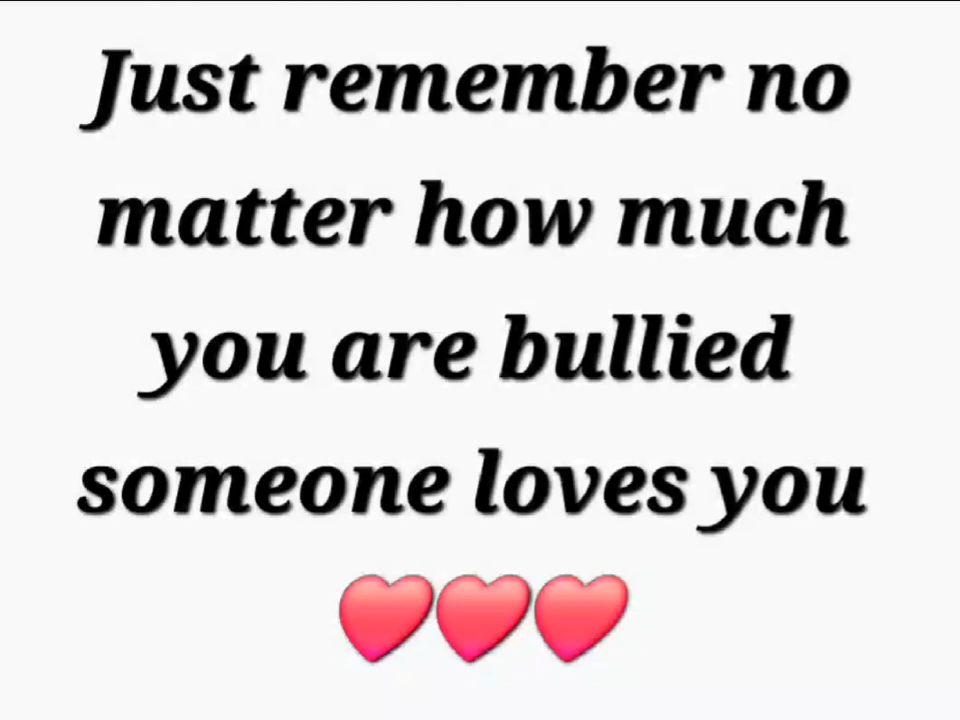 Just remember no
matter how much
you are bullied
someone loves you
❤❤❤